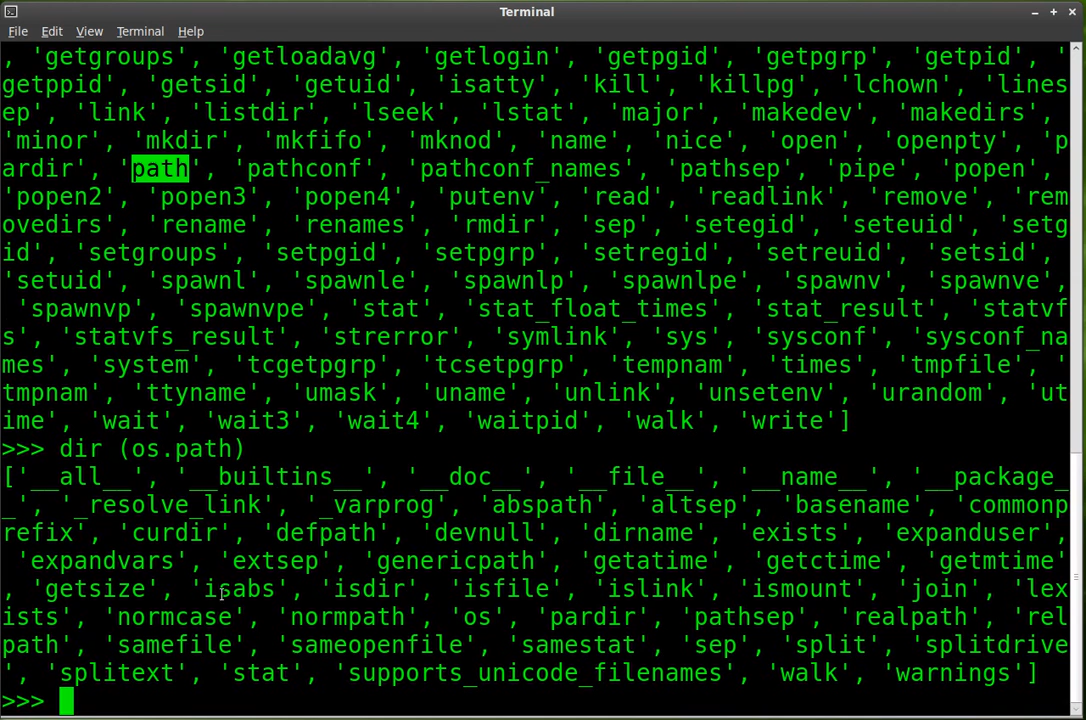 Terminal
File Edit View Terminal Help
, 'getgroups', 'getloadavg', 'getlogin', 'getpgid', 'getpgrp', 'getpid', '
getppid', 'getsid', 'getuid', 'isatty', 'kill', 'killpg', 'lchown', 'lines
ep', 'link', 'listdir', 'lseek', 'lstat', 'major', 'makedev', 'makedirs',
'minor', 'mkdir', 'mkfifo', 'mknod', 'name', 'nice', 'open', 'openpty', 'p
ardir', 'path', 'pathconf', 'pathconf_names', 'pathsep', 'pipe', 'popen',
'popen2', 'popen3', 'popen4', 'putenv', 'read', 'readlink', 'remove', 'rem
ovedirs', 'rename', 'renames', 'rmdir', 'sep', 'setegid', 'seteuid', 'setg
id', 'setgroups', 'setpgid', 'setpgrp', 'setregid', 'setreuid', 'setsid',
'setuid', 'spawnl', 'spawnle', 'spawnlp', 'spawnlpe', 'spawnv', 'spawnve',
'spawnvp', 'spawnvpe', 'stat', 'stat_float_times', 'stat_result', 'statvf
s', 'statvfs_result', 'strerror', 'symlink', 'sys', 'sysconf', 'sysconf_na
mes', 'system', 'tcgetpgrp', 'tcsetpgrp', 'tempnam', 'times', 'tmpfile', '
tmpnam', 'ttyname', 'umask', 'uname', 'unlink', 'unsetenv', 'urandom', 'ut
ime', 'wait', 'wait3', 'wait4', 'waitpid', 'walk', 'write']
>>> dir (os.path)
['__all__', '__builtins__', '__doc__', '__file__', '__name__', '__package_
_', '_resolve_link', '_varprog', 'abspath', 'altsep', 'basename', 'commonp
refix', 'curdir', 'defpath', 'devnull', 'dirname', 'exists', 'expanduser',
'expandvars', 'extsep', 'genericpath', 'getatime', 'getctime', 'getmtime'
, 'getsize', 'isabs', 'isdir', 'isfile', 'islink', 'ismount', 'join', 'lex
ists', 'normcase', 'normpath', 'os', 'pardir', 'pathsep', 'realpath', 'rel
path', 'samefile', 'sameopenfile', 'samestat', 'sep', 'split', 'splitdrive'
, 'splitext', 'stat', 'supports_unicode_filenames', 'walk', 'warnings']
>>>